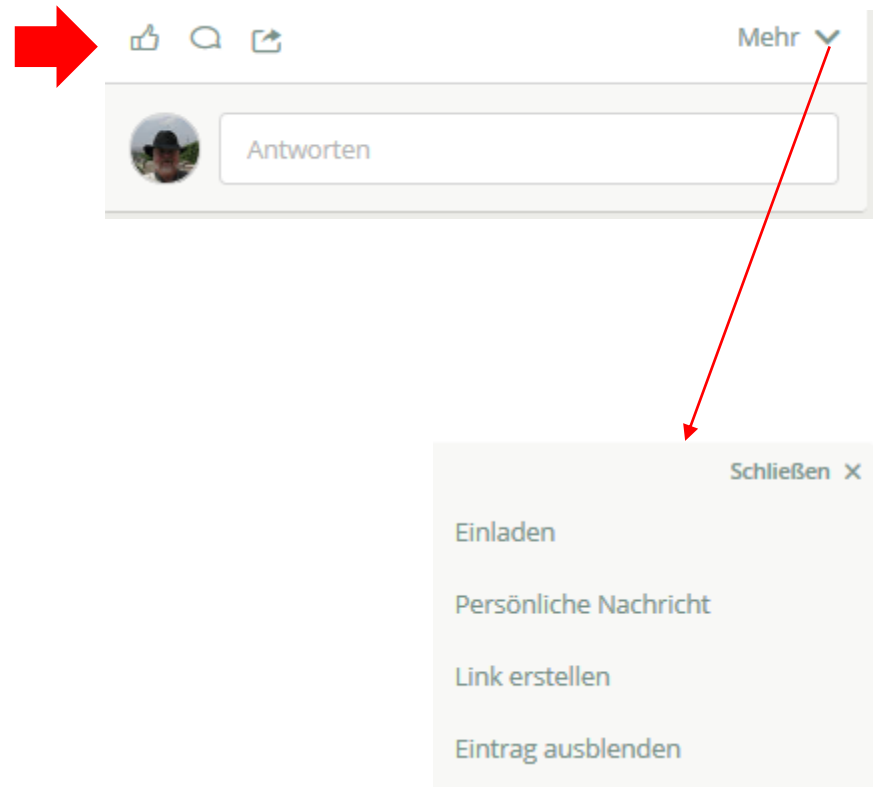 Mehr
Antworten
Schließen ×
Einladen
Persönliche Nachricht
Link erstellen
Eintrag ausblenden